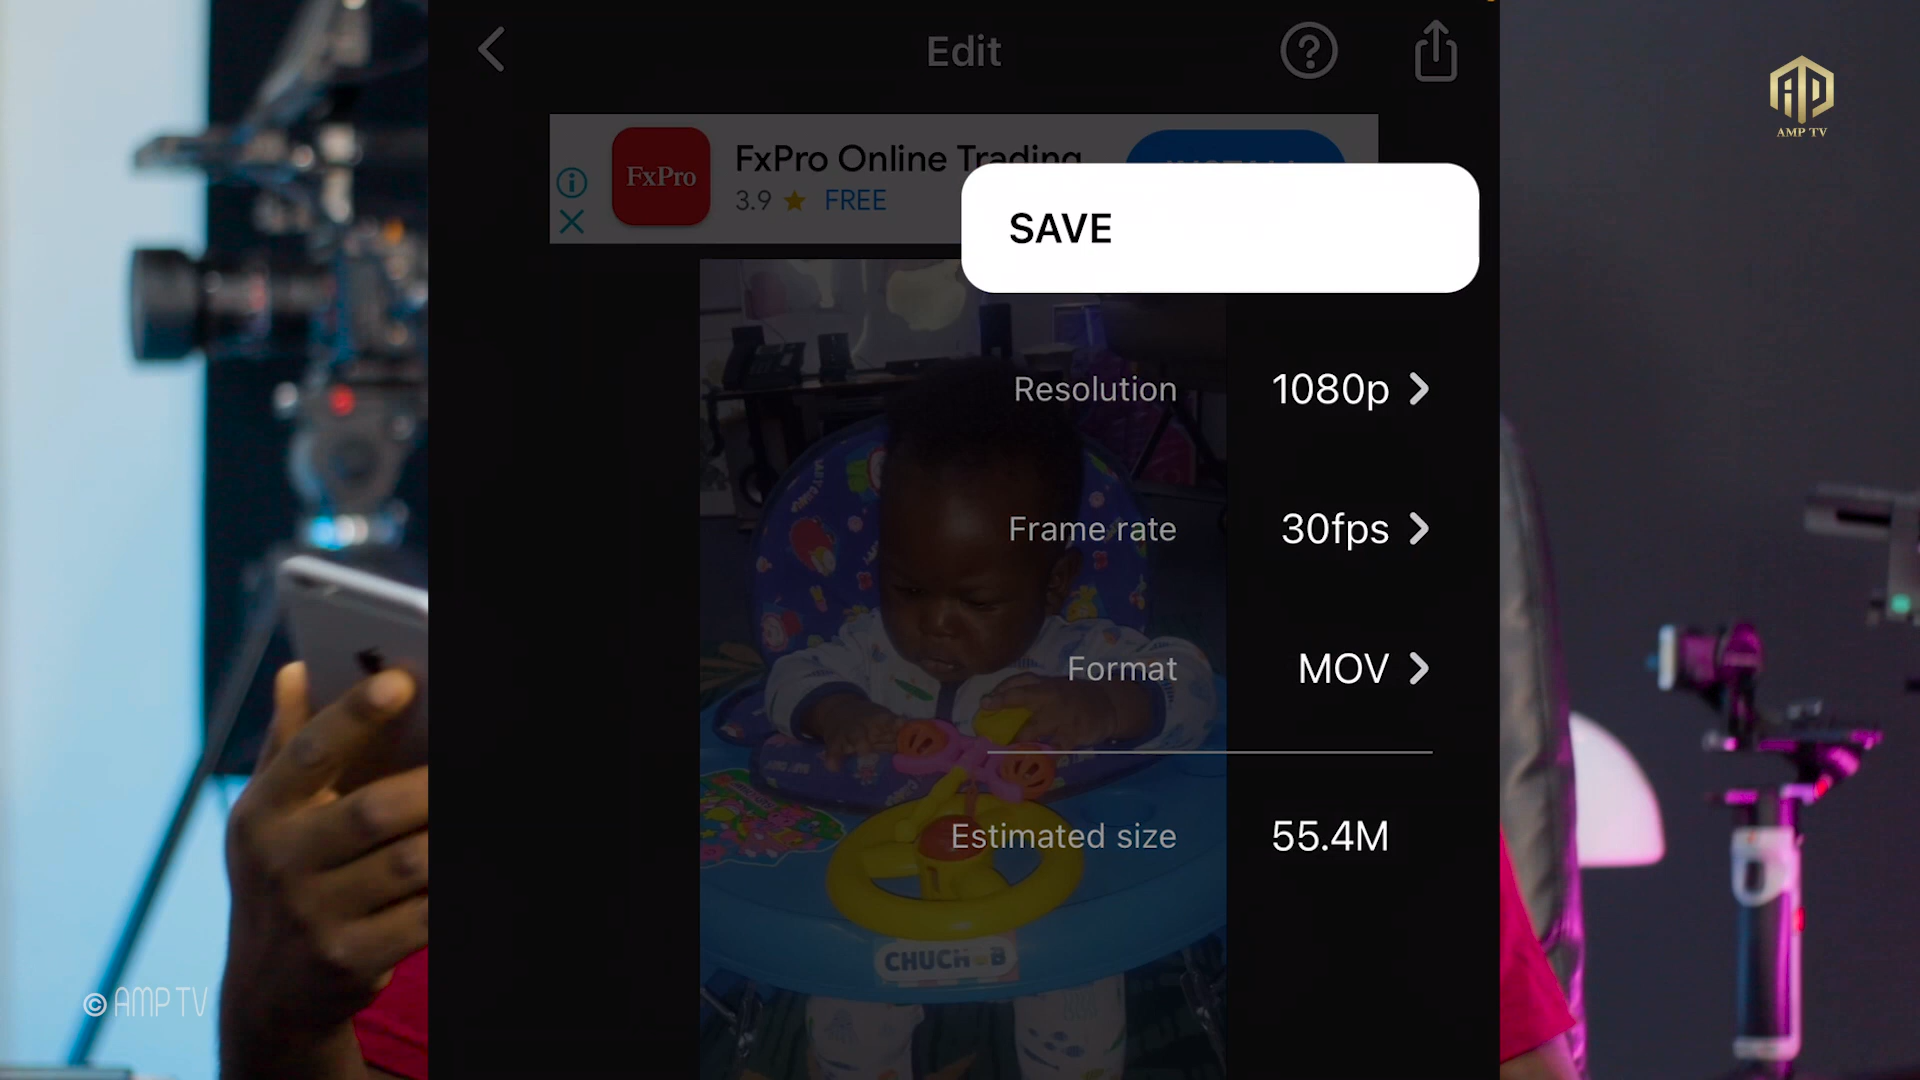 Edit
FxPro
FxPro Online Trading
3.9 ★ FREE
SAVE
Resolution 1080p
Frame rate 30fps
Format MOV
Estimated size 55.4M
CHUCH B
AMP TV
© AMP TV